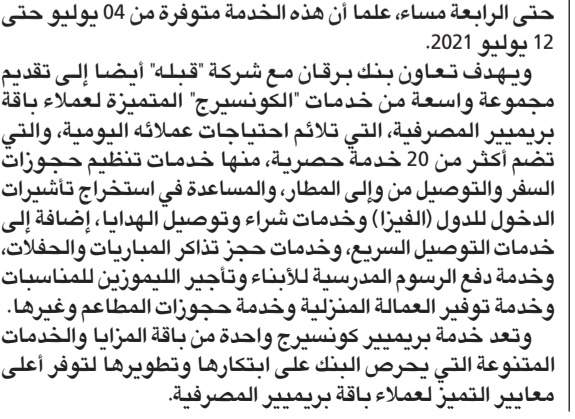 حتى الرابعة مساء، علما أن هذه الخدمة متوفرة من 04 يوليو حتى
12 يوليو 2021.
ويهدف تعاون بنك برقان مع شركة "قبله" أيضا إلى تقديم
مجموعة واسعة من خدمات "الكونسيرج" المتميزة لعملاء باقة
بريميير المصرفية، التي تلائم احتياجات عملائه اليومية، والتي
تضم أكثر من 20 خدمة حصرية، منها خدمات تنظيم حجوزات
السفر والتوصيل من وإلى المطار، والمساعدة في استخراج تأشيرات
الدخول للدول (الفيزا) وخدمات شراء وتوصيل الهدايا، إضافة إلى
خدمات التوصيل السريع، وخدمات حجز تذاكر المباريات والحفلات،
وخدمة دفع الرسوم المدرسية للأبناء وتأجير الليموزين للمناسبات
وخدمة توفير العمالة المنزلية وخدمة حجوزات المطاعم وغيرها.
وتعد خدمة بريميير كونسيرج واحدة من باقة المزايا والخدمات
المتنوعة التي يحرص البنك على ابتكارها وتطويرها لتوفر أعلى
معايير التميز لعملاء باقة بريميير المصرفية.